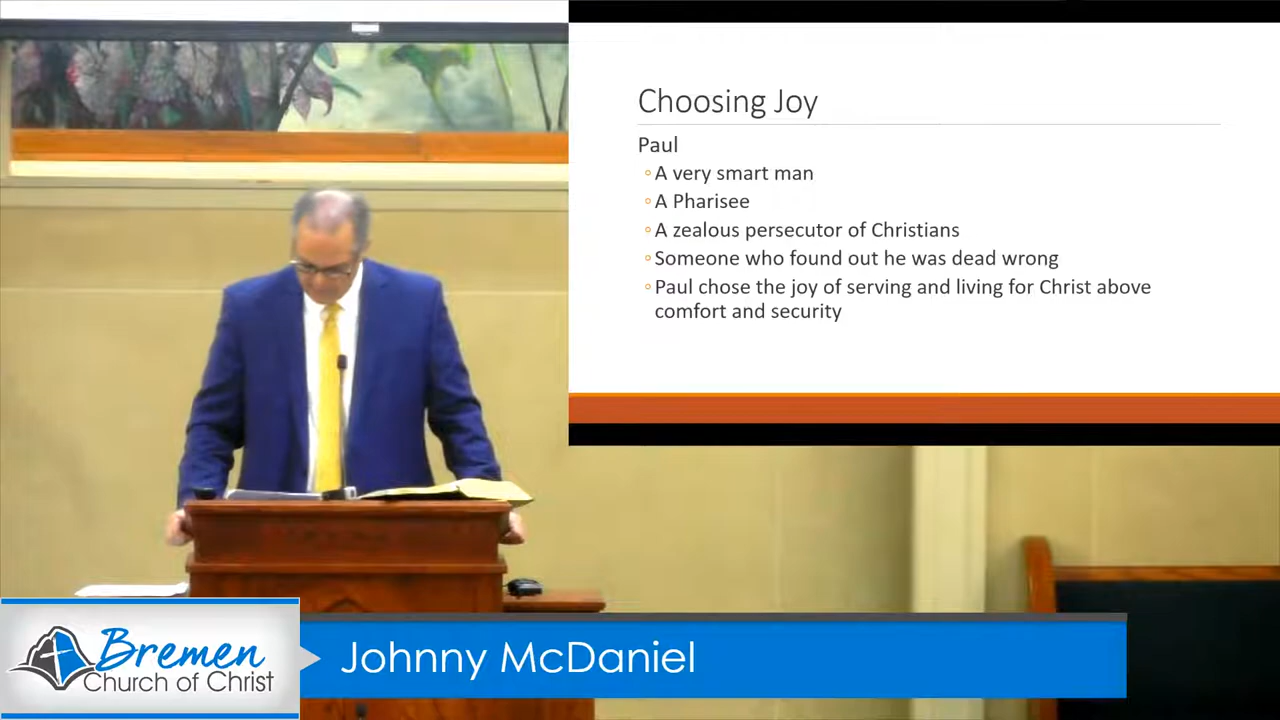 Choosing Joy
Paul
◦A very smart man
◦A Pharisee
◦A zealous persecutor of Christians
◦Someone who found out he was dead wrong
◦Paul chose the joy of serving and living for Christ above
comfort and security
Bremen
Church of Christ
Johnny McDaniel